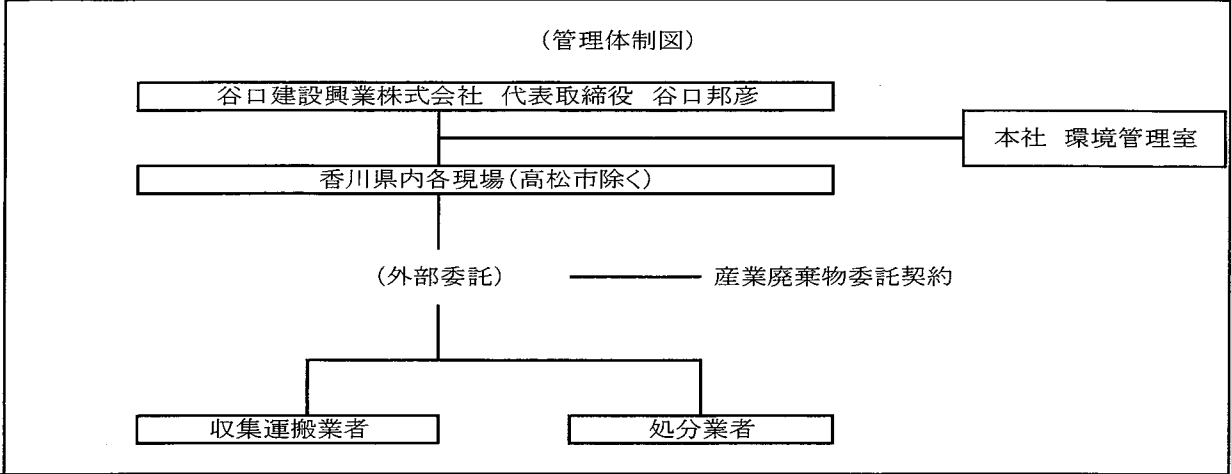 (管理体制図)
谷口建設興業株式会社 代表取締役 谷口邦彦
本社 環境管理室
香川県内各現場(高松市除く)
(外部委託) 産業廃棄物委託契約
収集運搬業者 処分業者